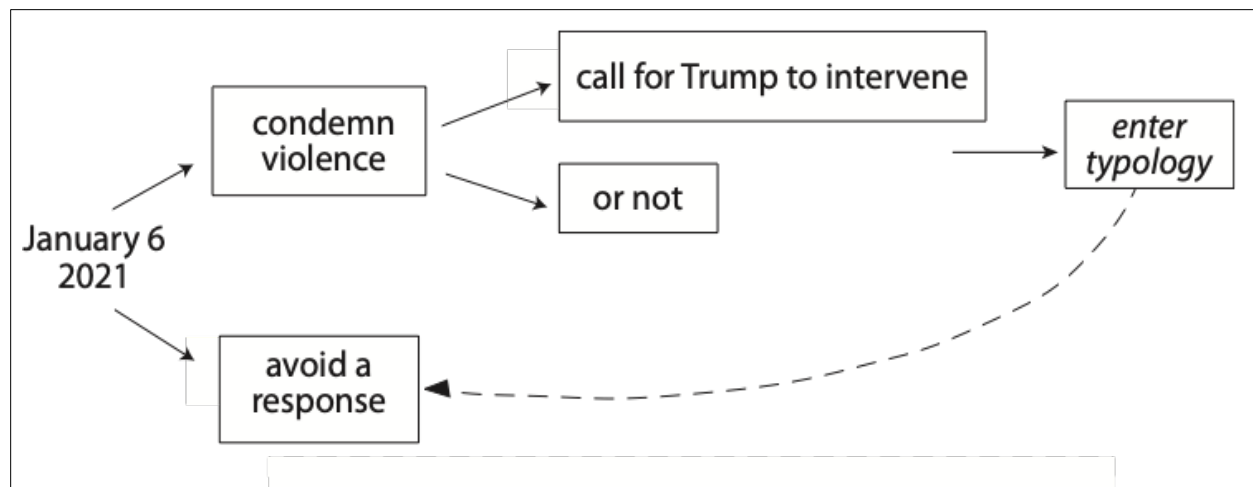 January 6
2021
condemn
violence
call for Trump to intervene
or not
enter
typology
avoid a
response